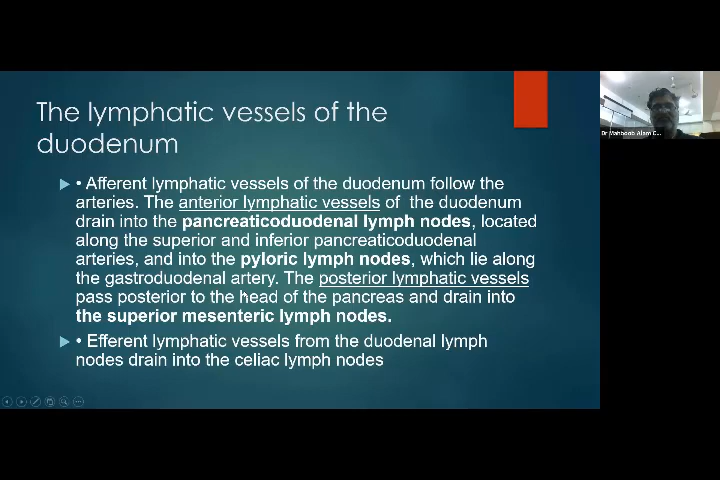 The lymphatic vessels of the
duodenum
• Afferent lymphatic vessels of the duodenum follow the
arteries. The anterior lymphatic vessels of the duodenum
drain into the pancreaticoduodenal lymph nodes, located
along the superior and inferior pancreaticoduodenal
arteries, and into the pyloric lymph nodes, which lie along
the gastroduodenal artery. The posterior lymphatic vessels
pass posterior to the head of the pancreas and drain into
the superior mesenteric lymph nodes.
• Efferent lymphatic vessels from the duodenal lymph
nodes drain into the celiac lymph nodes
Dr Mahboob Alam C...